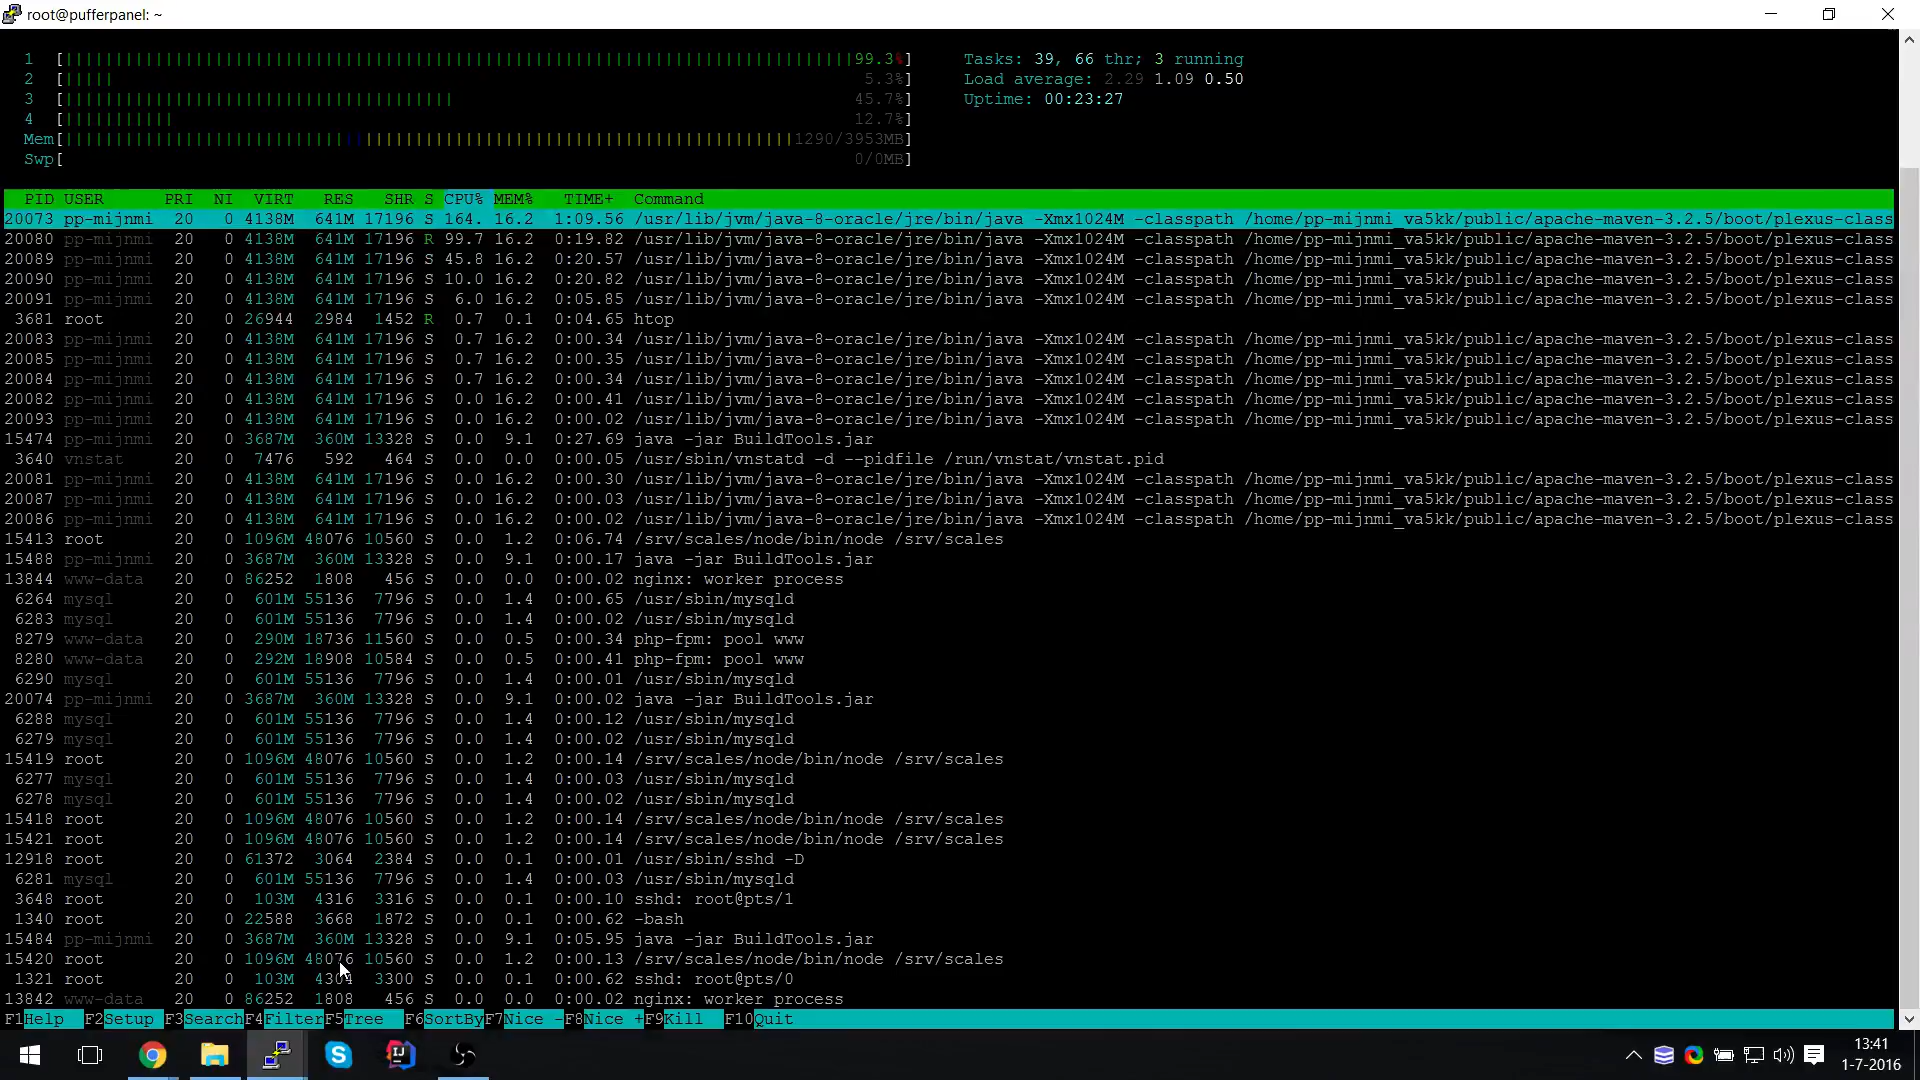 root@pufferpanel: ~
1 [99.3%] Tasks: 39, 66 thr; 3 running
2 [5.3%] Load average: 2.29 1.09 0.50
3 [45.7%] Uptime: 00:23:27
4 [12.7%]
Mem[1290/3953MB]
Swp[0/0MB]
PID USER PRI NI VIRT RES SHR S CPU% MEM% TIME+ Command
20073 pp-mijnmi 20 0 4138M 641M 17196 S 164. 16.2 1:09.56 /usr/lib/jvm/java-8-oracle/jre/bin/java -Xmx1024M -classpath /home/pp-mijnmi_va5kk/public/apache-maven-3.2.5/boot/plexus-class
20080 pp-mijnmi 20 0 4138M 641M 17196 R 99.7 16.2 0:19.82 /usr/lib/jvm/java-8-oracle/jre/bin/java -Xmx1024M -classpath /home/pp-mijnmi_va5kk/public/apache-maven-3.2.5/boot/plexus-class
20089 pp-mijnmi 20 0 4138M 641M 17196 S 45.8 16.2 0:20.57 /usr/lib/jvm/java-8-oracle/jre/bin/java -Xmx1024M -classpath /home/pp-mijnmi_va5kk/public/apache-maven-3.2.5/boot/plexus-class
20090 pp-mijnmi 20 0 4138M 641M 17196 S 10.0 16.2 0:20.82 /usr/lib/jvm/java-8-oracle/jre/bin/java -Xmx1024M -classpath /home/pp-mijnmi_va5kk/public/apache-maven-3.2.5/boot/plexus-class
20091 pp-mijnmi 20 0 4138M 641M 17196 S 6.0 16.2 0:05.85 /usr/lib/jvm/java-8-oracle/jre/bin/java -Xmx1024M -classpath /home/pp-mijnmi_va5kk/public/apache-maven-3.2.5/boot/plexus-class
3681 root 20 0 26944 2984 1452 R 0.7 0.1 0:04.65 htop
20083 pp-mijnmi 20 0 4138M 641M 17196 S 0.7 16.2 0:00.34 /usr/lib/jvm/java-8-oracle/jre/bin/java -Xmx1024M -classpath /home/pp-mijnmi_va5kk/public/apache-maven-3.2.5/boot/plexus-class
20085 pp-mijnmi 20 0 4138M 641M 17196 S 0.7 16.2 0:00.35 /usr/lib/jvm/java-8-oracle/jre/bin/java -Xmx1024M -classpath /home/pp-mijnmi_va5kk/public/apache-maven-3.2.5/boot/plexus-class
20084 pp-mijnmi 20 0 4138M 641M 17196 S 0.7 16.2 0:00.34 /usr/lib/jvm/java-8-oracle/jre/bin/java -Xmx1024M -classpath /home/pp-mijnmi_va5kk/public/apache-maven-3.2.5/boot/plexus-class
20082 pp-mijnmi 20 0 4138M 641M 17196 S 0.0 16.2 0:00.41 /usr/lib/jvm/java-8-oracle/jre/bin/java -Xmx1024M -classpath /home/pp-mijnmi_va5kk/public/apache-maven-3.2.5/boot/plexus-class
20093 pp-mijnmi 20 0 4138M 641M 17196 S 0.0 16.2 0:00.02 /usr/lib/jvm/java-8-oracle/jre/bin/java -Xmx1024M -classpath /home/pp-mijnmi_va5kk/public/apache-maven-3.2.5/boot/plexus-class
15474 pp-mijnmi 20 0 3687M 360M 13328 S 0.0 9.1 0:27.69 java -jar BuildTools.jar
3640 vnstat 20 0 7476 592 464 S 0.0 0.0 0:00.05 /usr/sbin/vnstatd -d --pidfile /run/vnstat/vnstat.pid
20081 pp-mijnmi 20 0 4138M 641M 17196 S 0.0 16.2 0:00.30 /usr/lib/jvm/java-8-oracle/jre/bin/java -Xmx1024M -classpath /home/pp-mijnmi_va5kk/public/apache-maven-3.2.5/boot/plexus-class
20087 pp-mijnmi 20 0 4138M 641M 17196 S 0.0 16.2 0:00.03 /usr/lib/jvm/java-8-oracle/jre/bin/java -Xmx1024M -classpath /home/pp-mijnmi_va5kk/public/apache-maven-3.2.5/boot/plexus-class
20086 pp-mijnmi 20 0 4138M 641M 17196 S 0.0 16.2 0:00.02 /usr/lib/jvm/java-8-oracle/jre/bin/java -Xmx1024M -classpath /home/pp-mijnmi_va5kk/public/apache-maven-3.2.5/boot/plexus-class
15413 root 20 0 1096M 48076 10560 S 0.0 1.2 0:06.74 /srv/scales/node/bin/node /srv/scales
15488 pp-mijnmi 20 0 3687M 360M 13328 S 0.0 9.1 0:00.17 java -jar BuildTools.jar
13844 www-data 20 0 86252 1808 456 S 0.0 0.0 0:00.02 nginx: worker process
6264 mysql 20 0 601M 55136 7796 S 0.0 1.4 0:00.65 /usr/sbin/mysqld
6283 mysql 20 0 601M 55136 7796 S 0.0 1.4 0:00.02 /usr/sbin/mysqld
8279 www-data 20 0 290M 18736 11560 S 0.0 0.5 0:00.34 php-fpm: pool www
8280 www-data 20 0 292M 18908 10584 S 0.0 0.5 0:00.41 php-fpm: pool www
6290 mysql 20 0 601M 55136 7796 S 0.0 1.4 0:00.01 /usr/sbin/mysqld
20074 pp-mijnmi 20 0 3687M 360M 13328 S 0.0 9.1 0:00.02 java -jar BuildTools.jar
6288 mysql 20 0 601M 55136 7796 S 0.0 1.4 0:00.12 /usr/sbin/mysqld
6279 mysql 20 0 601M 55136 7796 S 0.0 1.4 0:00.02 /usr/sbin/mysqld
15419 root 20 0 1096M 48076 10560 S 0.0 1.2 0:00.14 /srv/scales/node/bin/node /srv/scales
6277 mysql 20 0 601M 55136 7796 S 0.0 1.4 0:00.03 /usr/sbin/mysqld
6278 mysql 20 0 601M 55136 7796 S 0.0 1.4 0:00.02 /usr/sbin/mysqld
15418 root 20 0 1096M 48076 10560 S 0.0 1.2 0:00.14 /srv/scales/node/bin/node /srv/scales
15421 root 20 0 1096M 48076 10560 S 0.0 1.2 0:00.14 /srv/scales/node/bin/node /srv/scales
12918 root 20 0 61372 3064 2384 S 0.0 0.1 0:00.01 /usr/sbin/sshd -D
6281 mysql 20 0 601M 55136 7796 S 0.0 1.4 0:00.03 /usr/sbin/mysqld
3648 root 20 0 103M 4316 3316 S 0.0 0.1 0:00.10 sshd: root@pts/1
1340 root 20 0 22588 3668 1872 S 0.0 0.1 0:00.62 -bash
15484 pp-mijnmi 20 0 3687M 360M 13328 S 0.0 9.1 0:05.95 java -jar BuildTools.jar
15420 root 20 0 1096M 48076 10560 S 0.0 1.2 0:00.13 /srv/scales/node/bin/node /srv/scales
1321 root 20 0 103M 4304 3300 S 0.0 0.1 0:00.62 sshd: root@pts/0
13842 www-data 20 0 86252 1808 456 S 0.0 0.0 0:00.02 nginx: worker process
F1Help F2Setup F3SearchF4FilterF5Tree F6SortByF7Nice -F8Nice +F9Kill F10Quit
13:41
1-7-2016